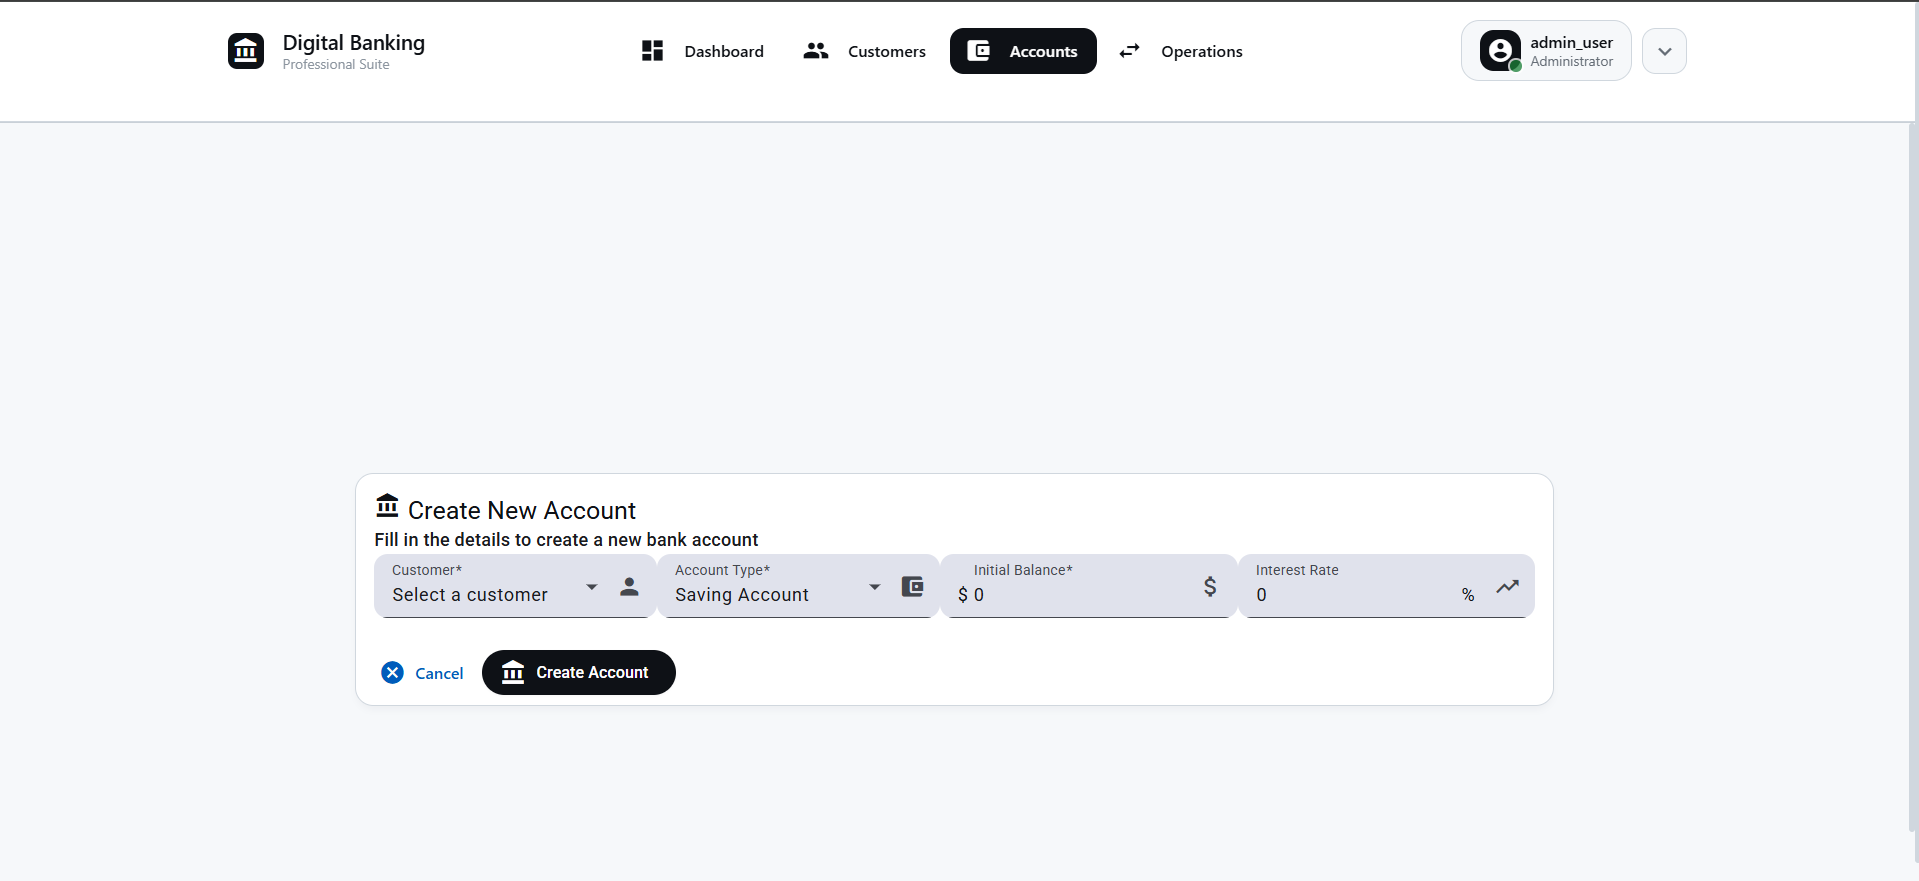 Digital Banking
Professional Suite
Dashboard
Customers
Accounts
Operations
admin_user
Administrator
Create New Account
Fill in the details to create a new bank account
Customer*
Select a customer
Account Type*
Saving Account
Initial Balance*
$ 0
Interest Rate
0 %
Cancel
Create Account